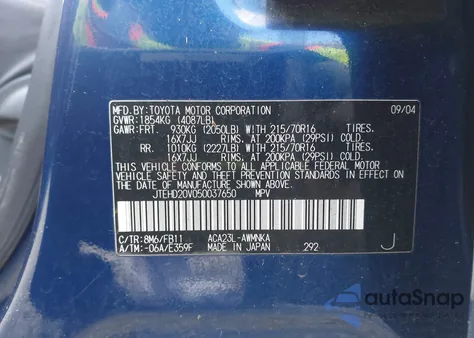 MFD.BY:TOYOTA MOTOR CORPORATION 09/04
GVWR:1854KG (4087LB)
GAWR:FRT. 930KG (2050LB) WITH 215/70R16 TIRES.
16X7JJ RIMS, AT 200KPA (29PSI) COLD.
RR. 1010KG (2227LB) WITH 215/70R16 TIRES.
16X7JJ RIMS, AT 200KPA (29PSI) COLD.
THIS VEHICLE CONFORMS TO ALL APPLICABLE FEDERAL MOTOR
VEHICLE SAFETY STANDARDS IN EFFECT ON THE DATE OF
MANUFACTURE SHOWN ABOVE.
JTEHD20V050037650 MPV
C/TR:8M6/FB11 ACA23L-AWMNKA
A/TM:-06A/E359F MADE IN JAPAN 292 J
autoSnap